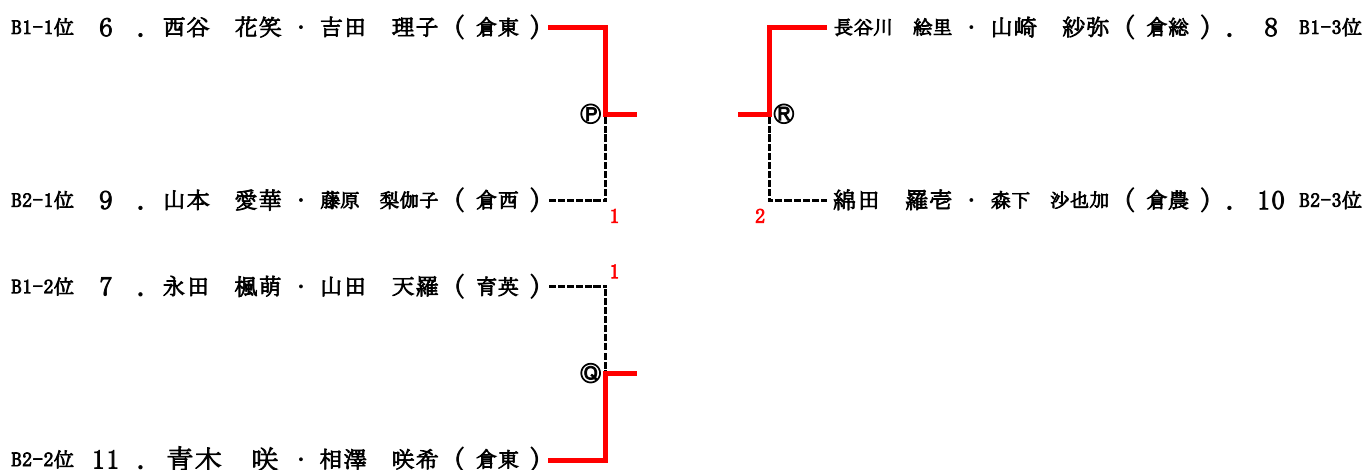 B1-1位 6 . 西谷 花笑 · 吉田 理子 ( 倉東 )
長谷川 絵里 · 山崎 紗弥 ( 倉総 ) . 8 B1-3位
Ⓟ
Ⓡ
B2-1位 9 . 山本 愛華 · 藤原 梨伽子 ( 倉西 )
1
2
綿田 羅壱 · 森下 沙也加 ( 倉農 ) . 10 B2-3位
B1-2位 7 . 永田 楓萌 · 山田 天羅 ( 育英 )
1
Ⓠ
B2-2位 11 . 青木 咲 · 相澤 咲希 ( 倉東 )